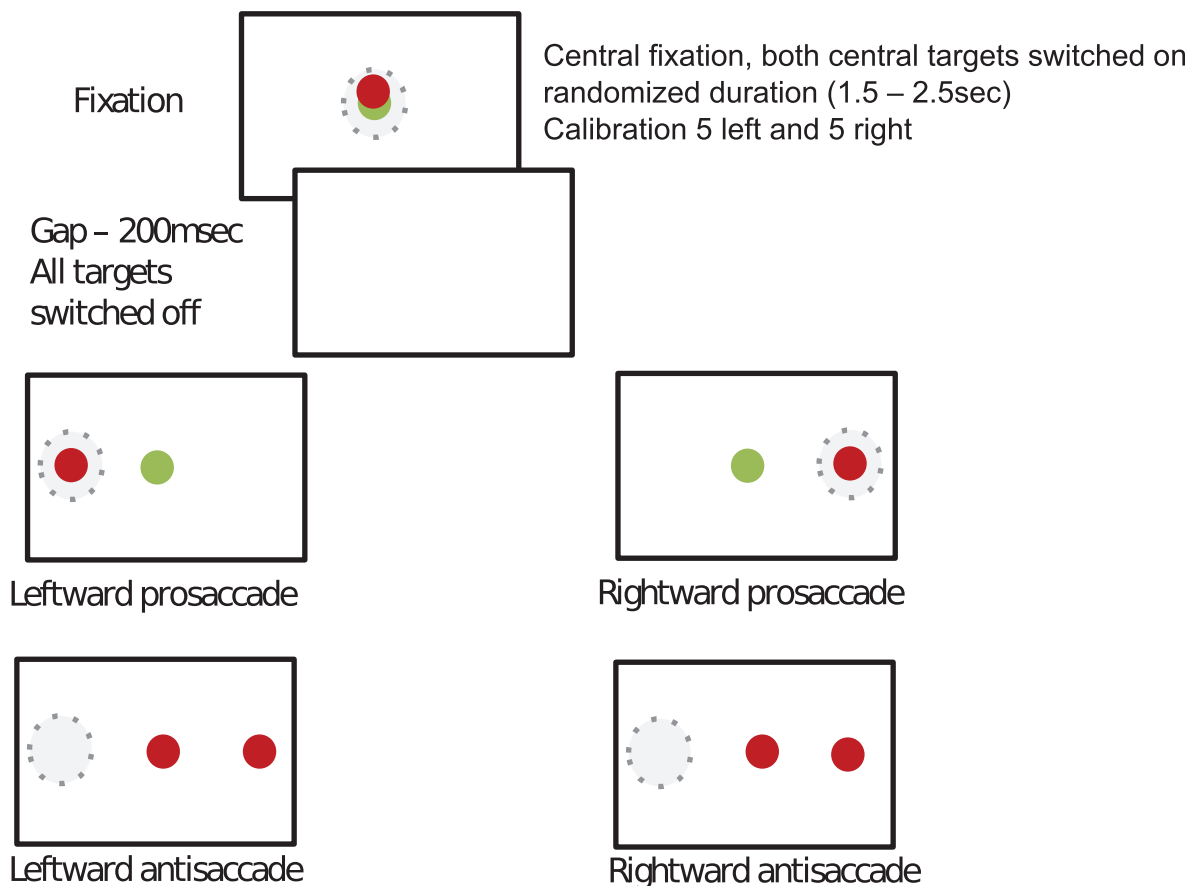 Fixation
Central fixation, both central targets switched on
randomized duration (1.5 – 2.5sec)
Calibration 5 left and 5 right
Gap – 200msec
All targets
switched off
Leftward prosaccade
Rightward prosaccade
Leftward antisaccade
Rightward antisaccade